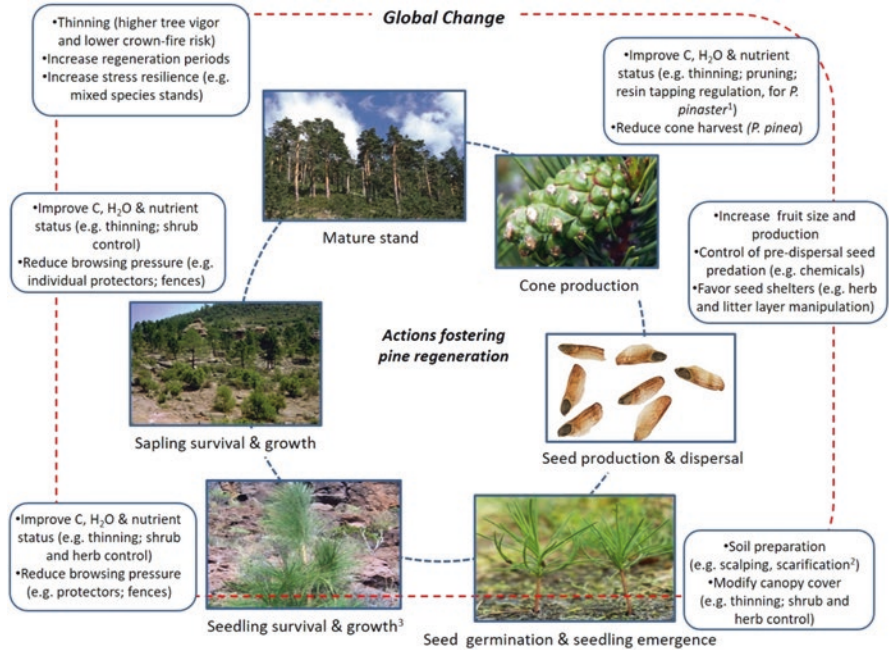 Global Change
•Thinning (higher tree vigor
and lower crown-fire risk)
•Increase regeneration periods
•Increase stress resilience (e.g.
mixed species stands)
•Improve C, H₂O & nutrient
status (e.g. thinning; pruning;
resin tapping regulation, for P.
pinaster¹)
•Reduce cone harvest (P. pinea)
Mature stand
Cone production
•Improve C, H₂O & nutrient
status (e.g. thinning; shrub
control)
•Reduce browsing pressure (e.g.
individual protectors; fences)
•Increase fruit size and
production
•Control of pre-dispersal seed
predation (e.g. chemicals)
•Favor seed shelters (e.g. herb
and litter layer manipulation)
Actions fostering
pine regeneration
Sapling survival & growth
Seed production & dispersal
•Improve C, H₂O & nutrient
status (e.g. thinning; shrub
and herb control)
•Reduce browsing pressure
(e.g. protectors; fences)
•Soil preparation
(e.g. scalping, scarification²)
•Modify canopy cover
(e.g. thinning; shrub and
herb control)
Seedling survival & growth³
Seed germination & seedling emergence